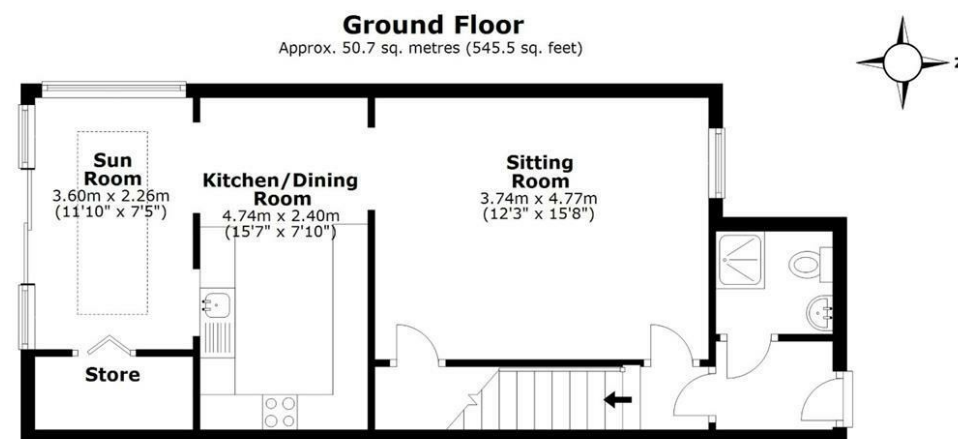 Ground Floor
Approx. 50.7 sq. metres (545.5 sq. feet)
Sun
Room
3.60m x 2.26m
(11'10" x 7'5")
Kitchen/Dining
Room
4.74m x 2.40m
(15'7" x 7'10")
Sitting
Room
3.74m x 4.77m
(12'3" x 15'8")
Store